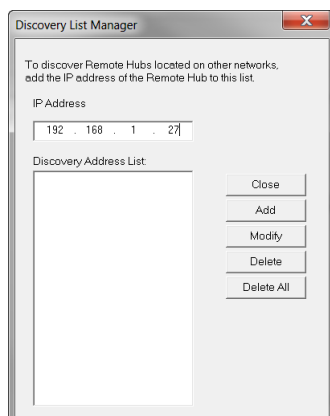 Discovery List Manager
To discover Remote Hubs located on other networks,
add the IP address of the Remote Hub to this list.
IP Address
192 . 168 . 1 . 27
Discovery Address List:
Close
Add
Modify
Delete
Delete All